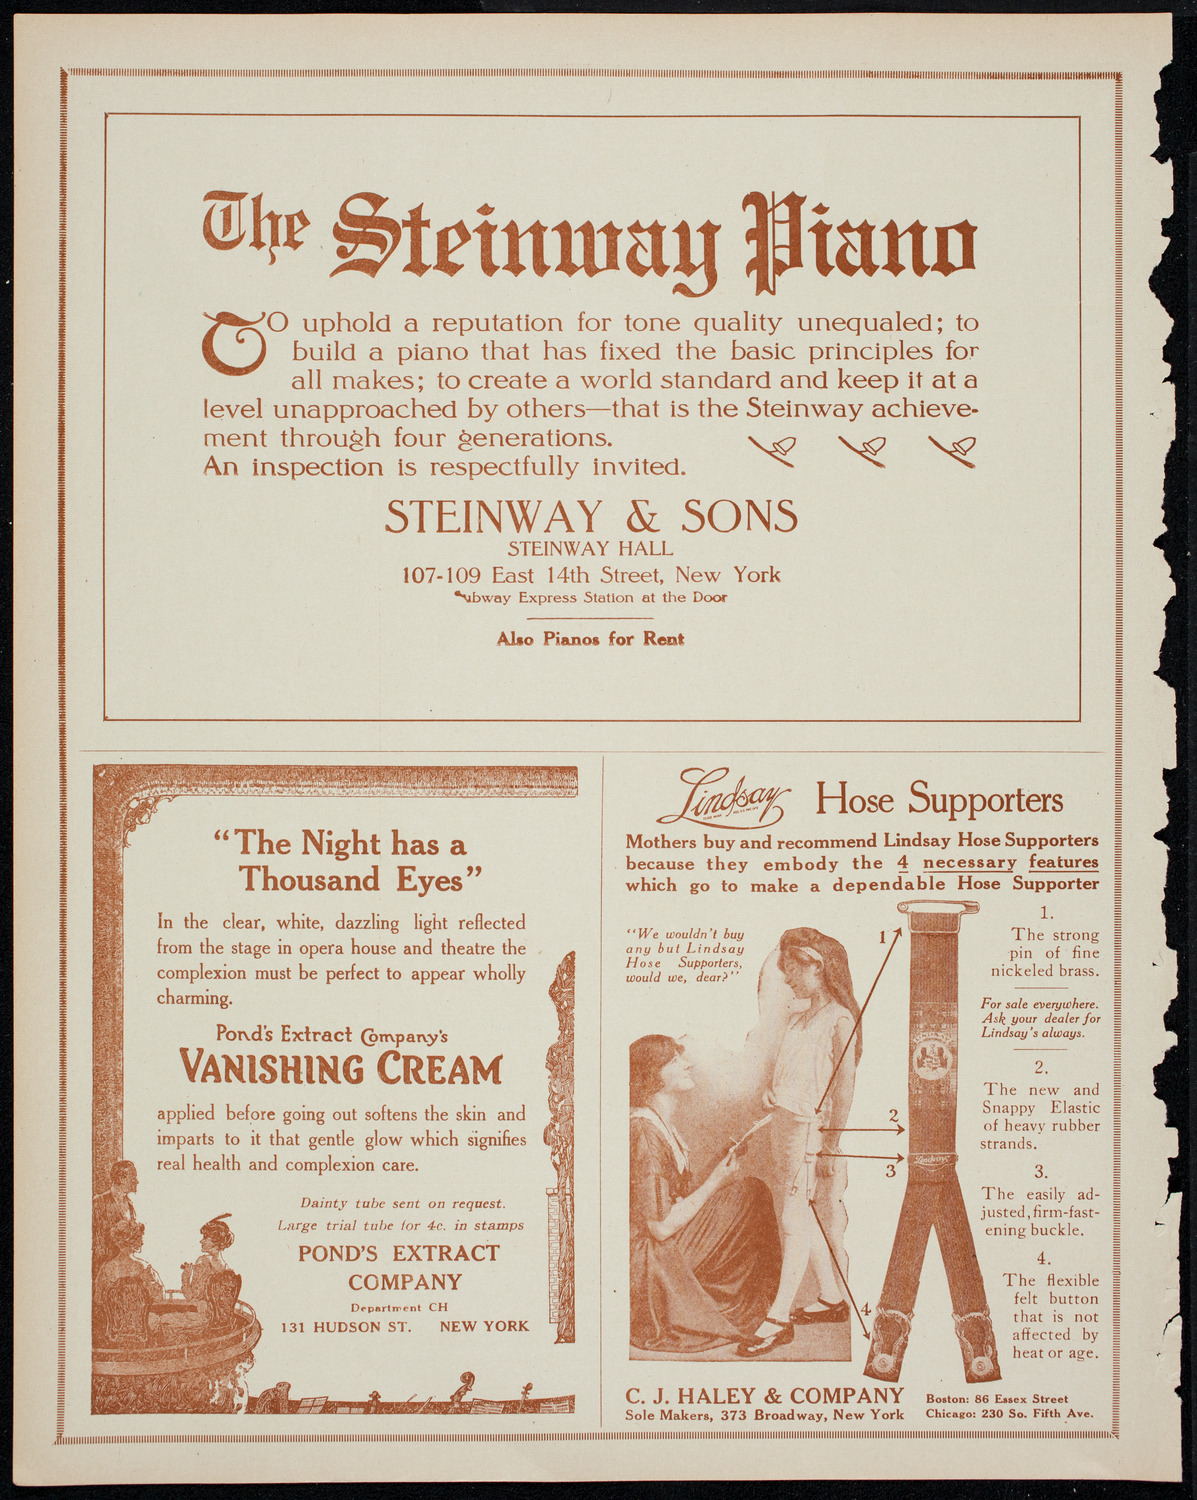 The Steinway Piano
TO uphold a reputation for tone quality unequaled; to
build a piano that has fixed the basic principles for
all makes; to create a world standard and keep it at a
level unapproached by others—that is the Steinway achieve-
ment through four generations.
An inspection is respectfully invited.
STEINWAY & SONS
STEINWAY HALL
107-109 East 14th Street, New York
Subway Express Station at the Door
Also Pianos for Rent
"The Night has a
Thousand Eyes"
In the clear, white, dazzling light reflected
from the stage in opera house and theatre the
complexion must be perfect to appear wholly
charming.
Pond's Extract Company's
VANISHING CREAM
applied before going out softens the skin and
imparts to it that gentle glow which signifies
real health and complexion care.
Dainty tube sent on request.
Large trial tube for 4c. in stamps
POND'S EXTRACT
COMPANY
Department CH
131 HUDSON ST. NEW YORK
Lindsay Hose Supporters
Mothers buy and recommend Lindsay Hose Supporters
because they embody the 4 necessary features
which go to make a dependable Hose Supporter
"We wouldn't buy
any but Lindsay
Hose Supporters,
would we, dear?"
1
2
3
4
Lindsay
1.
The strong
pin of fine
nickeled brass.
For sale everywhere.
Ask your dealer for
Lindsay's always.
2.
The new and
Snappy Elastic
of heavy rubber
strands.
3.
The easily ad-
justed, firm-fast-
ening buckle.
4.
The flexible
felt button
that is not
affected by
heat or age.
C. J. HALEY & COMPANY
Sole Makers, 373 Broadway, New York
Boston: 86 Essex Street
Chicago: 230 So. Fifth Ave.